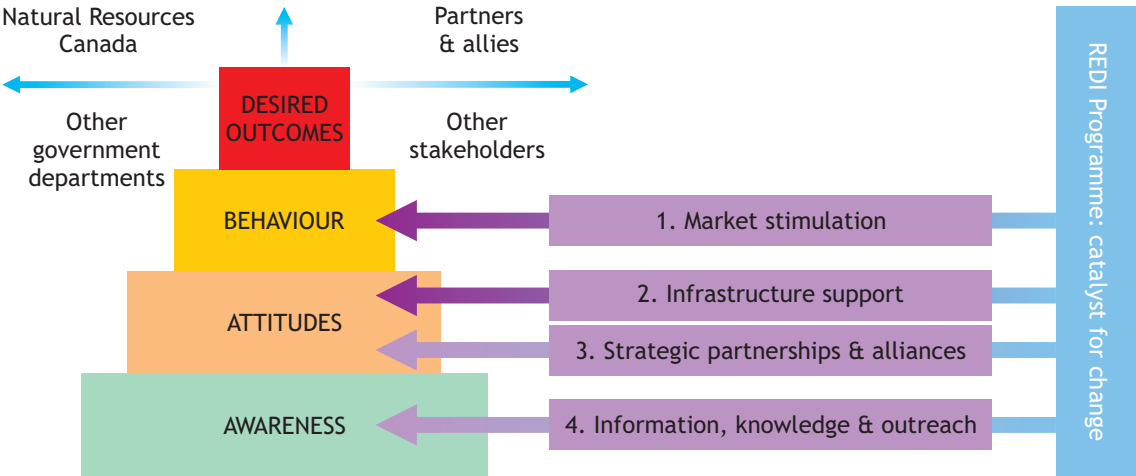 Natural Resources
Canada
Partners
& allies
DESIRED
OUTCOMES
Other
government
departments
Other
stakeholders
BEHAVIOUR
1. Market stimulation
ATTITUDES
2. Infrastructure support
3. Strategic partnerships & alliances
AWARENESS
4. Information, knowledge & outreach
REDI Programme: catalyst for change